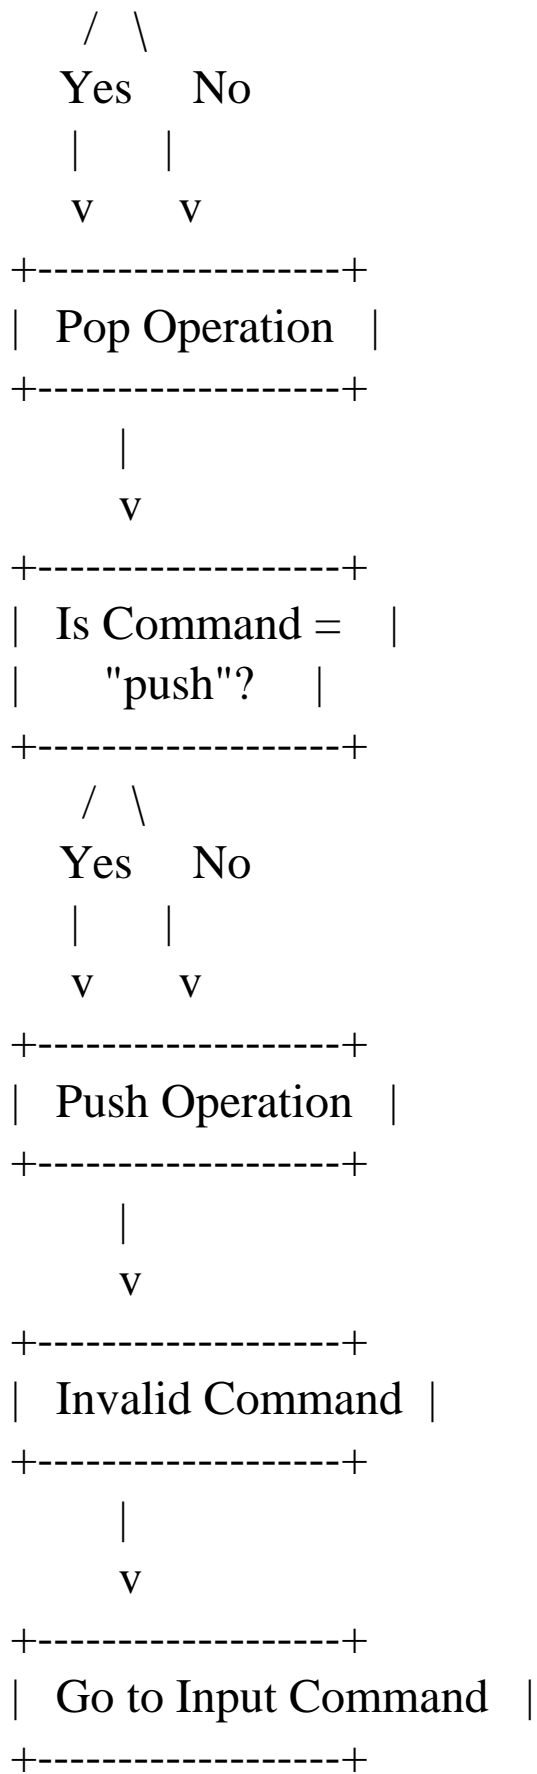 / \
Yes No
| |
v v
+-------------------+
| Pop Operation |
+-------------------+
|
v
+-------------------+
| Is Command = |
| "push"? |
+-------------------+
/ \
Yes No
| |
v v
+-------------------+
| Push Operation |
+-------------------+
|
v
+-------------------+
| Invalid Command |
+-------------------+
|
v
+-------------------+
| Go to Input Command |
+-------------------+